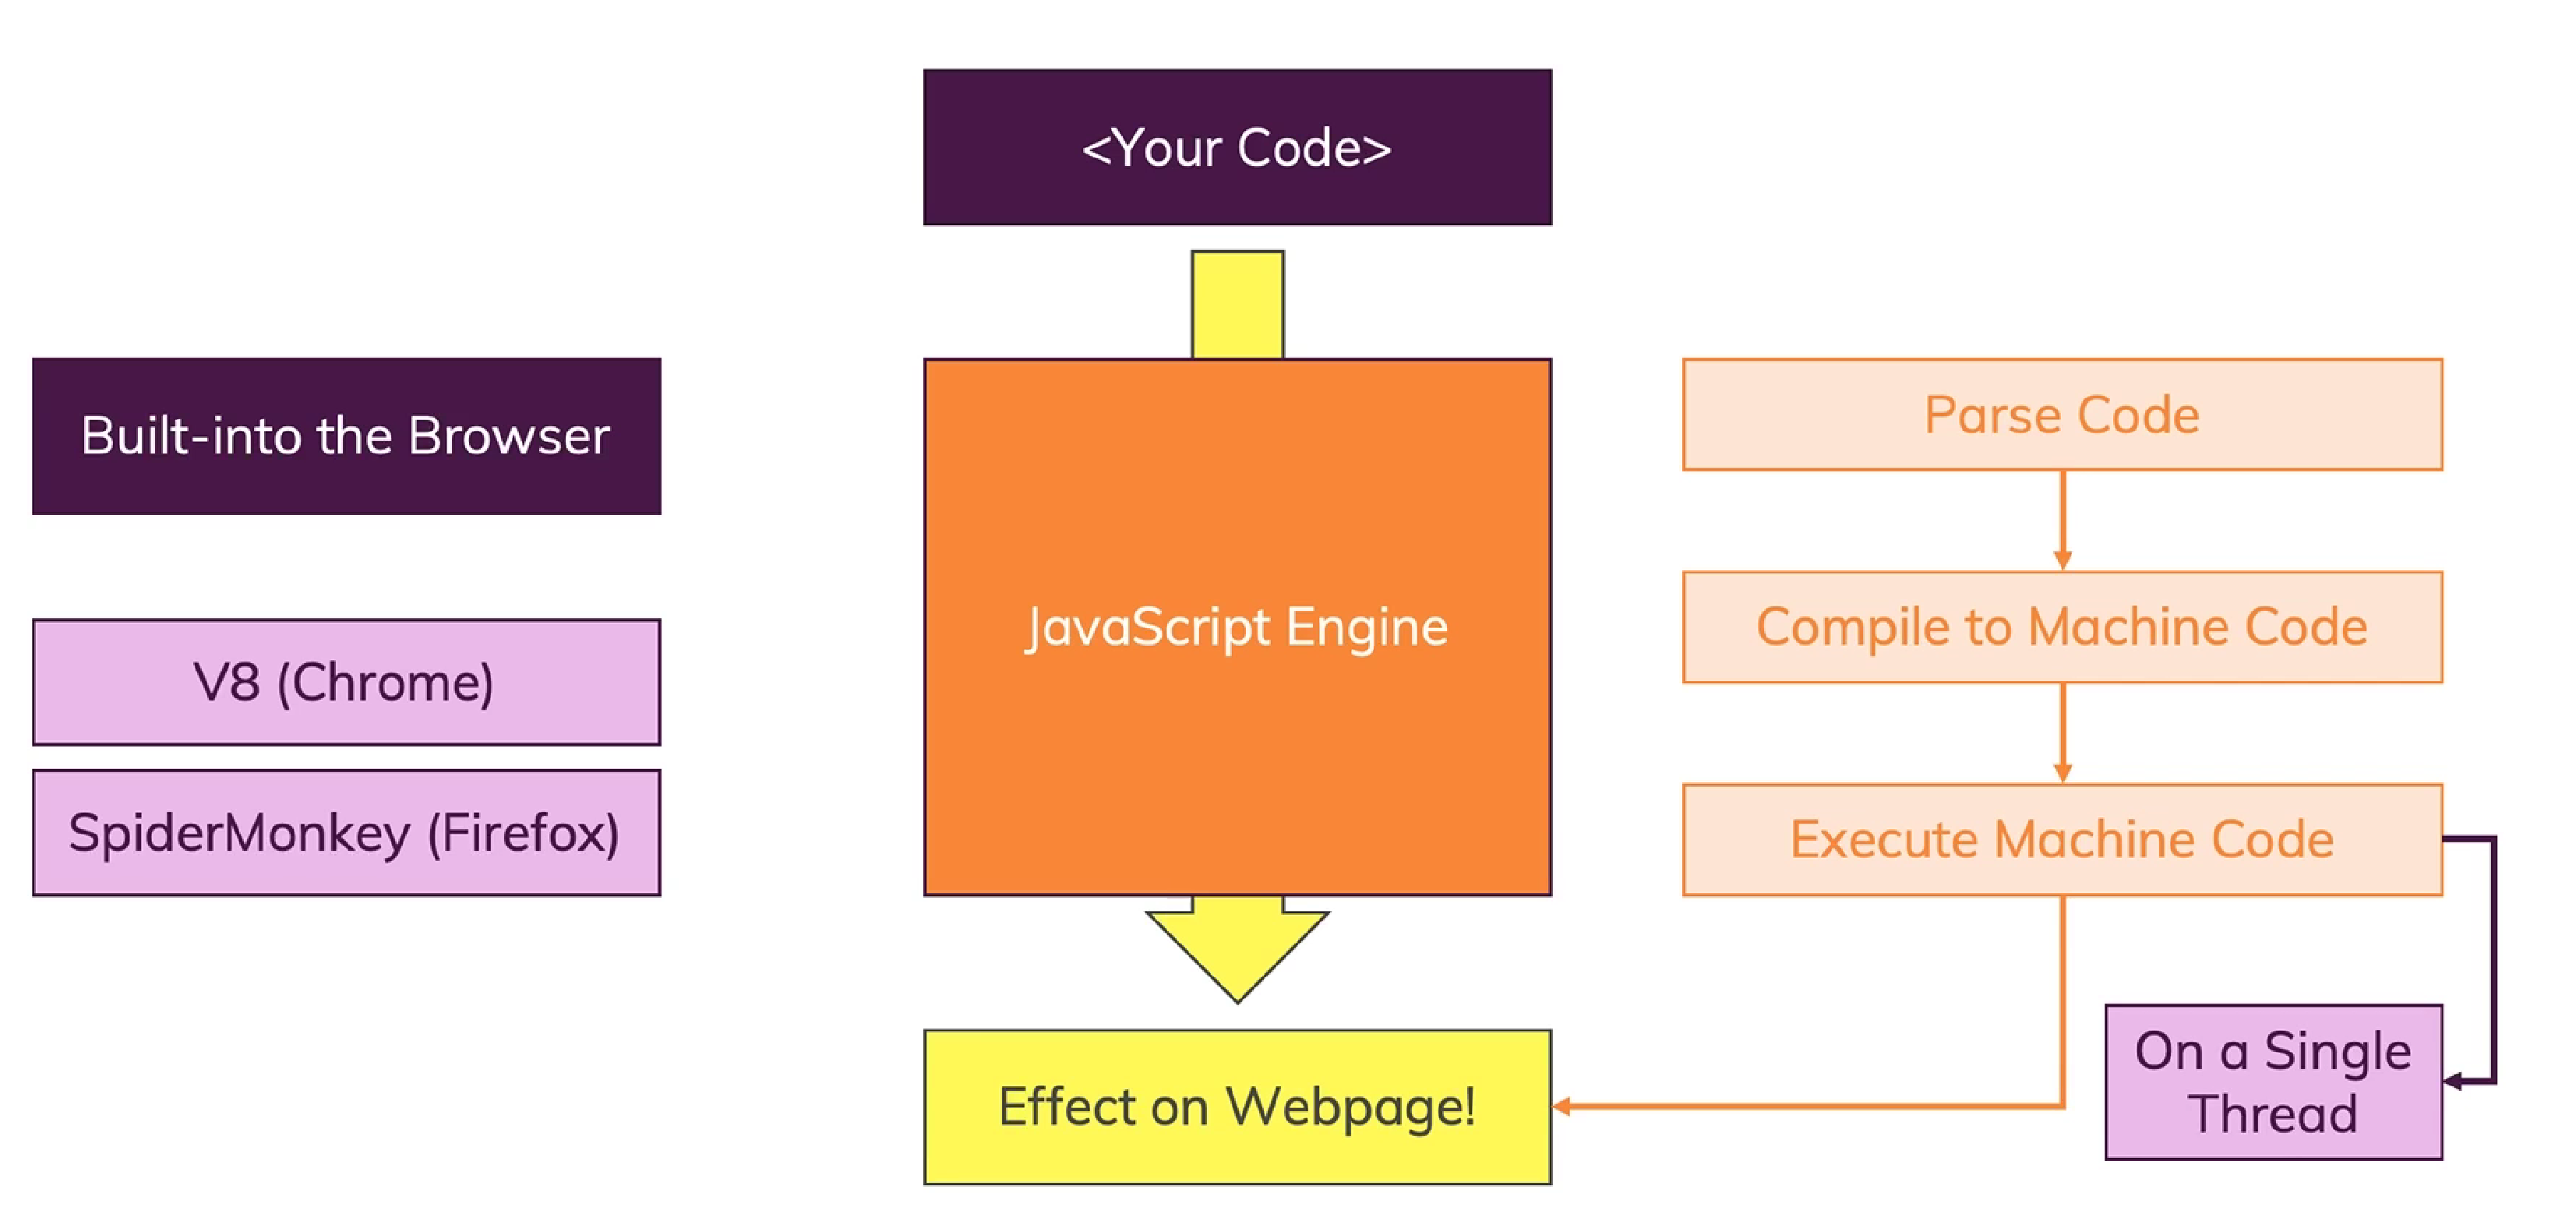 <Your Code>
Built-into the Browser
V8 (Chrome)
SpiderMonkey (Firefox)
JavaScript Engine
Effect on Webpage!
Parse Code
Compile to Machine Code
Execute Machine Code
On a Single
Thread